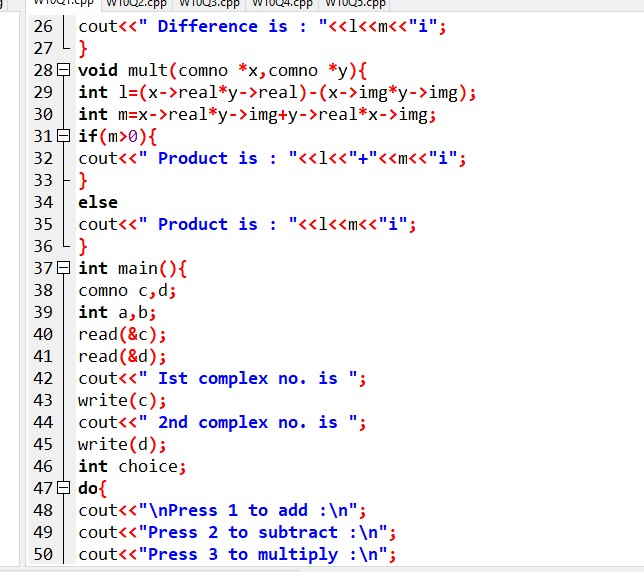 W10Q1.cpp W10Q2.cpp W10Q3.cpp W10Q4.cpp W10Q5.cpp
26 cout<<" Difference is : "<<l<<m<<"i";
27 }
28 void mult(comno *x,comno *y){
29 int l=(x->real*y->real)-(x->img*y->img);
30 int m=x->real*y->img+y->real*x->img;
31 if(m>0){
32 cout<<" Product is : "<<l<<"+"<<m<<"i";
33 }
34 else
35 cout<<" Product is : "<<l<<m<<"i";
36 }
37 int main(){
38 comno c,d;
39 int a,b;
40 read(&c);
41 read(&d);
42 cout<<" Ist complex no. is ";
43 write(c);
44 cout<<" 2nd complex no. is ";
45 write(d);
46 int choice;
47 do{
48 cout<<"\nPress 1 to add :\n";
49 cout<<"Press 2 to subtract :\n";
50 cout<<"Press 3 to multiply :\n";